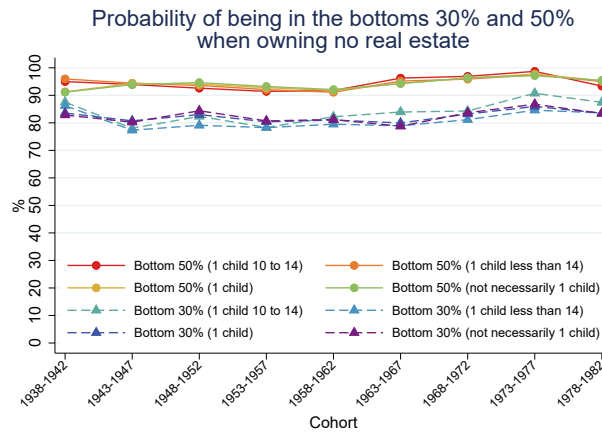 Probability of being in the bottoms 30% and 50%
when owning no real estate
100
90
80
70
60
50
40
30
20
10
0
%
Bottom 50% (1 child 10 to 14)
Bottom 50% (1 child less than 14)
Bottom 50% (1 child)
Bottom 50% (not necessarily 1 child)
Bottom 30% (1 child 10 to 14)
Bottom 30% (1 child less than 14)
Bottom 30% (1 child)
Bottom 30% (not necessarily 1 child)
1938-1942
1943-1947
1948-1952
1953-1957
1958-1962
1963-1967
1968-1972
1973-1977
1978-1982
Cohort